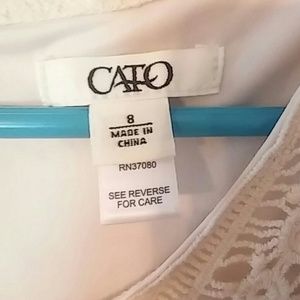 CATO
8
MADE IN
CHINA
RN37080
SEE REVERSE
FOR CARE